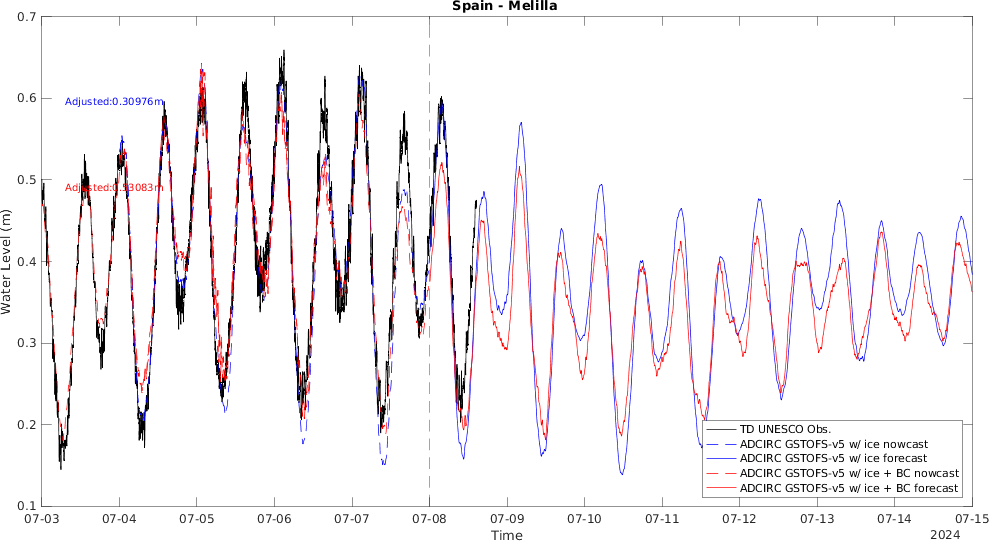 Spain - Melilla
0.7
0.6
0.5
0.4
0.3
0.2
0.1
Water Level (m)
Adjusted:0.30976m
Adjusted:0.53083m
TD UNESCO Obs.
ADCIRC GSTOFS-v5 w/ ice nowcast
ADCIRC GSTOFS-v5 w/ ice forecast
ADCIRC GSTOFS-v5 w/ ice + BC nowcast
ADCIRC GSTOFS-v5 w/ ice + BC forecast
07-03 07-04 07-05 07-06 07-07 07-08 07-09 07-10 07-11 07-12 07-13 07-14 07-15
Time
2024